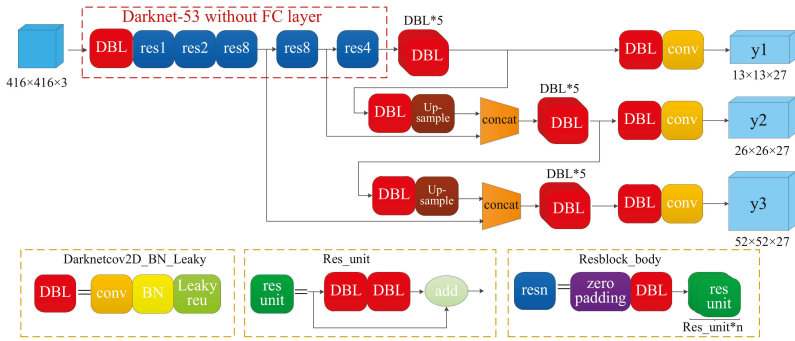 Darknet-53 without FC layer
DBL*5
DBL
res1
res2
res8
res8
res4
DBL
DBL
conv
y1
416×416×3
13×13×27
DBL*5
DBL
Up-
sample
concat
DBL
DBL
conv
y2
26×26×27
DBL*5
DBL
Up-
sample
concat
DBL
DBL
conv
y3
52×52×27
Darknetcov2D_BN_Leaky
DBL
=
conv
BN
Leaky
reu
Res_unit
res
unit
=
DBL
DBL
add
Resblock_body
resn
=
zero
padding
DBL
res
unit
Res_unit*n